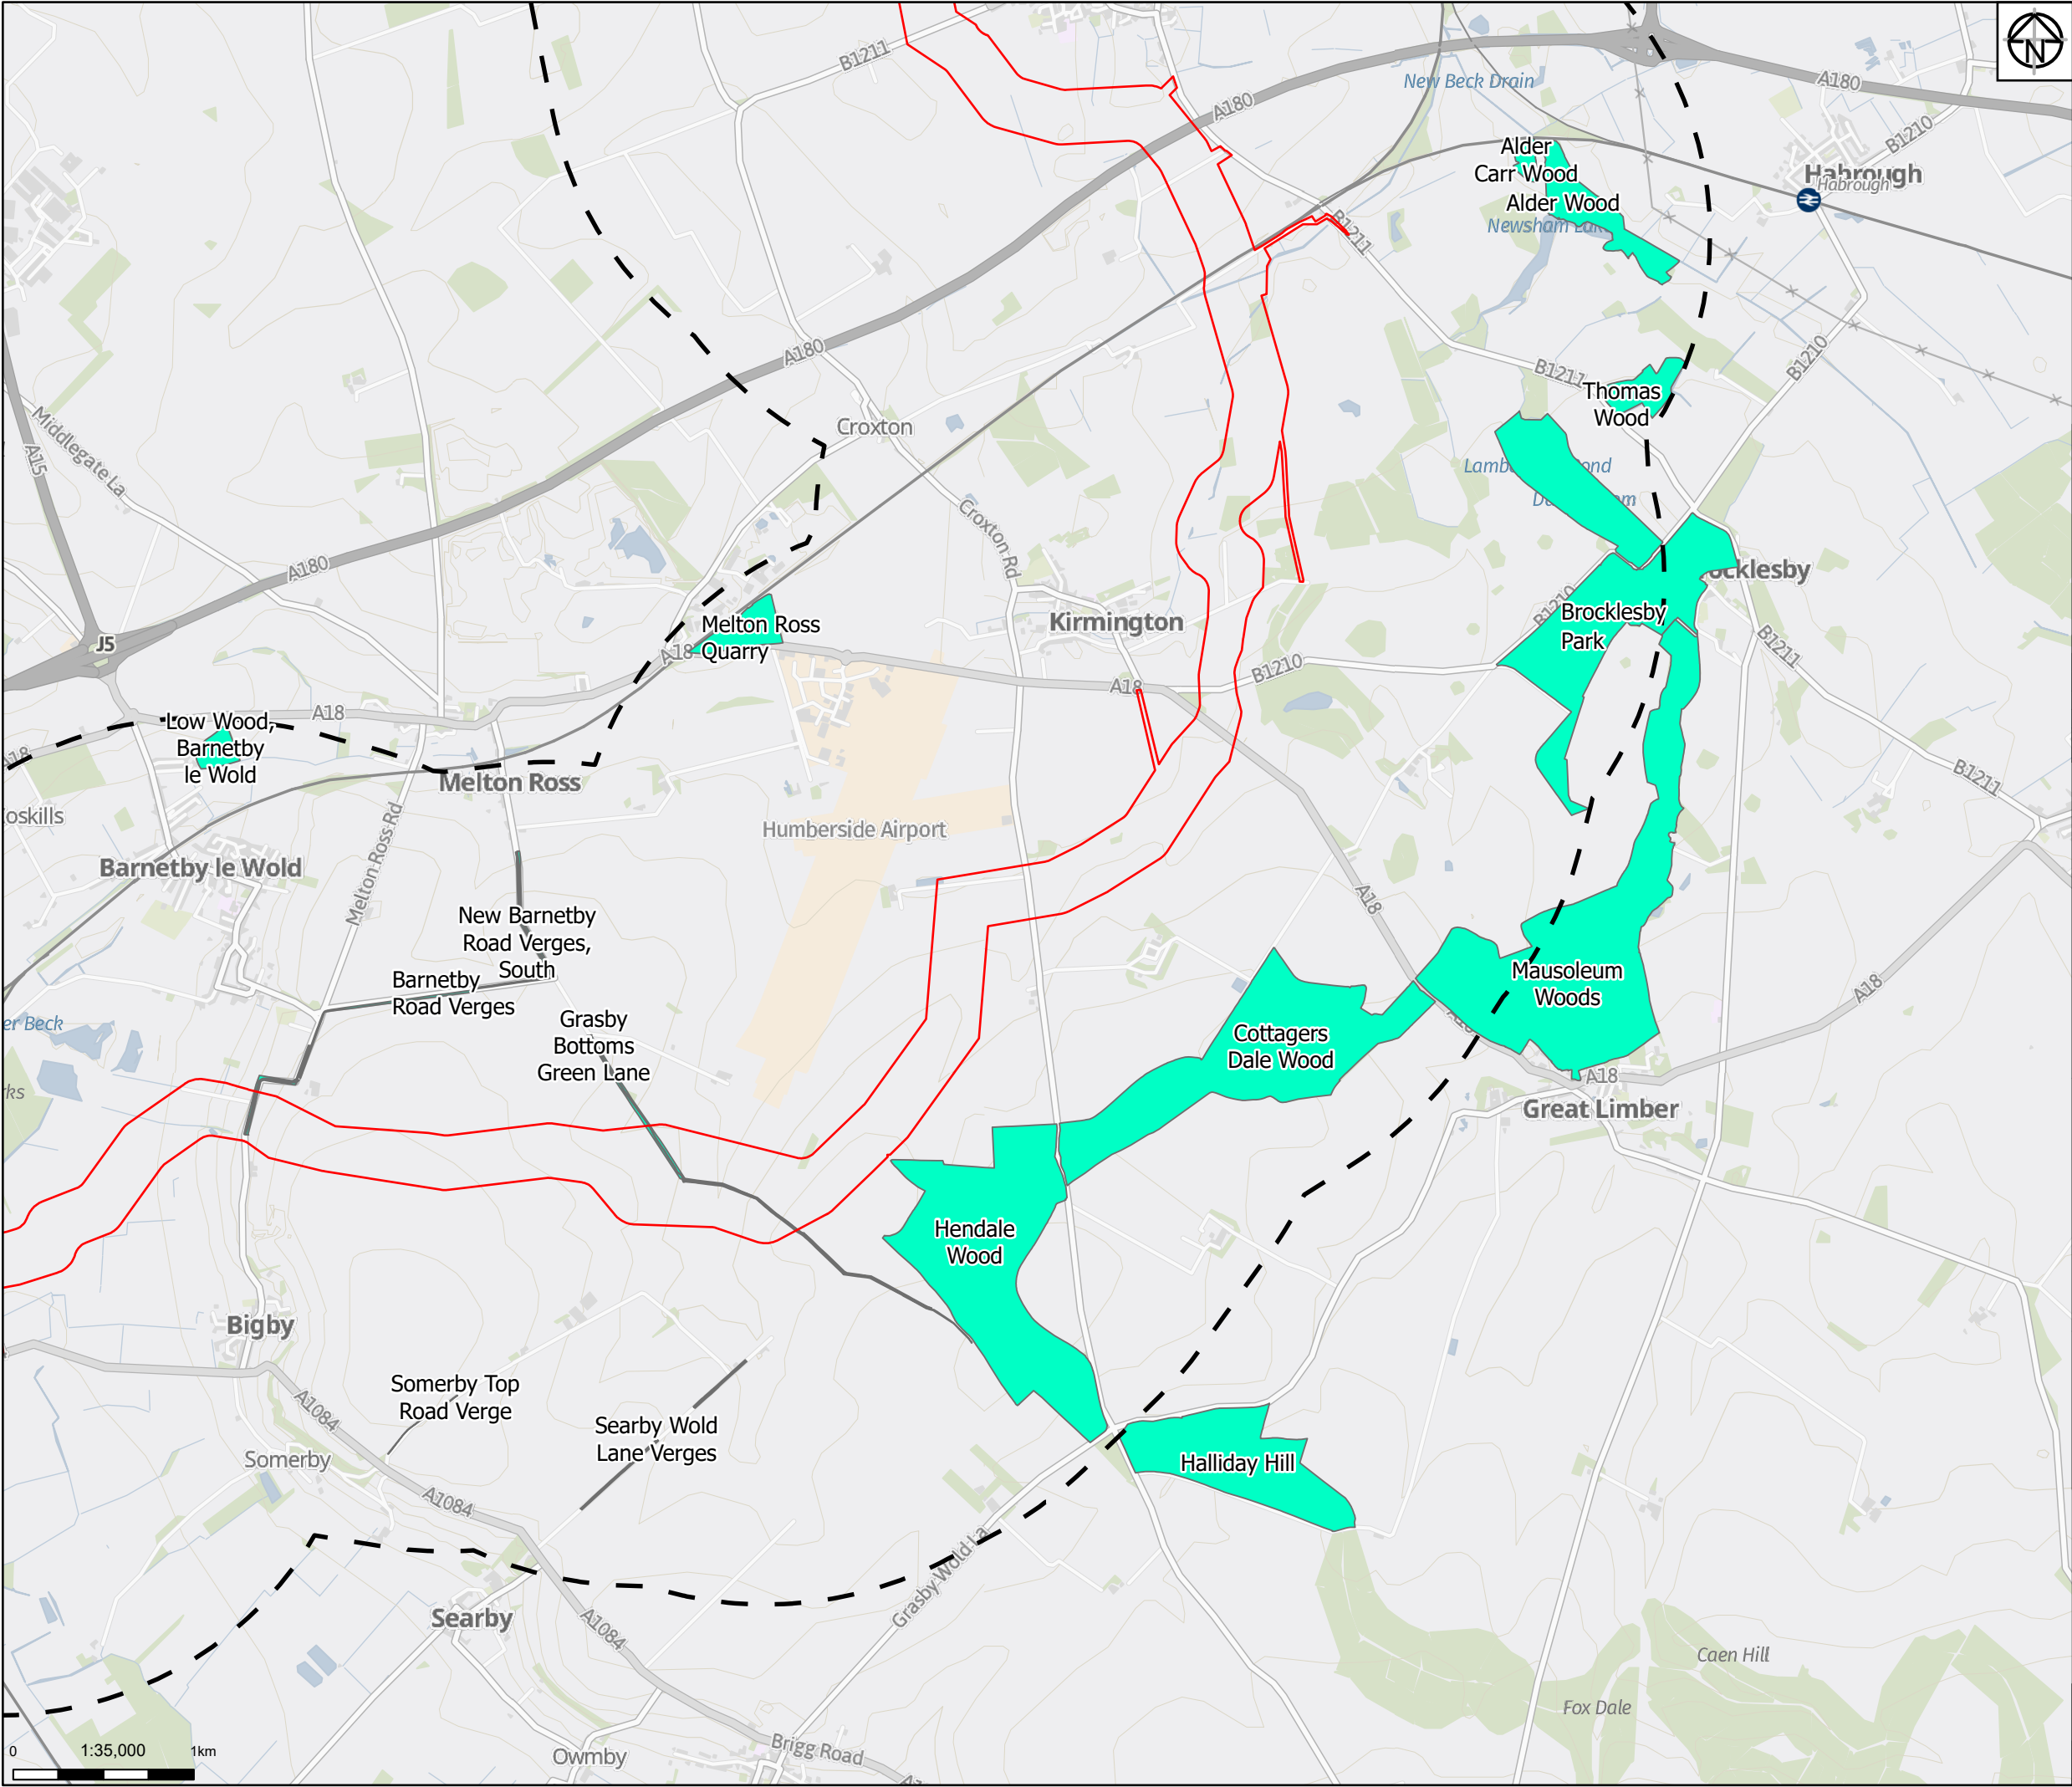 N
B1211
A180
New Beck Drain
A180
B1210
Alder
Carr Wood
Habrough
Habrough
Alder Wood
B1211
A180
B1210
B1211
Thomas
Wood
Middlegate La
Croxton
A15
Croxton Rd
A180
J5
Kirmington
Melton Ross
Quarry
A18
B1210
Brocklesby
Park
B1210
A18
B1211
Low Wood,
Barnetby
le Wold
A18
Melton Ross
B1211
Humberside Airport
Barnetby le Wold
Melton Ross Rd
A18
New Barnetby
Road Verges,
South
Barnetby
Road Verges
Mausoleum
Woods
A18
Grasby
Bottoms
Green Lane
Cottagers
Dale Wood
A18
Great Limber
Hendale
Wood
Bigby
Somerby Top
Road Verge
A1084
Searby Wold
Lane Verges
Somerby
Halliday Hill
A1084
Grasby Wold La
Searby
A1084
Caen Hill
Fox Dale
Owmby
Brigg Road
0 1:35,000 1km